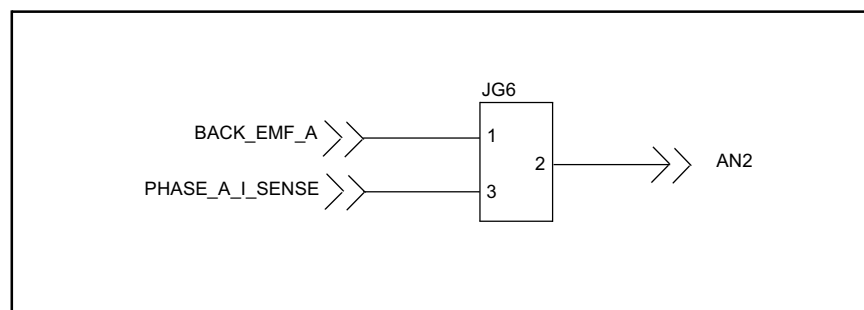 JG6
BACK_EMF_A
1
2
AN2
PHASE_A_I_SENSE
3